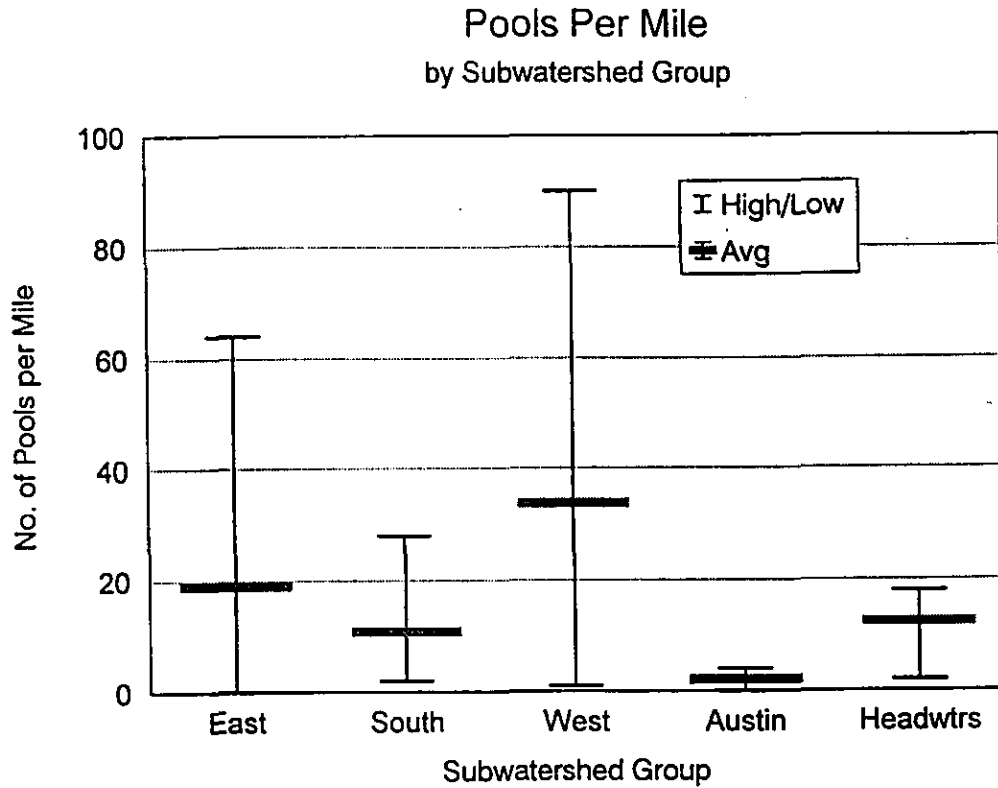 Pools Per Mile
by Subwatershed Group
No. of Pools per Mile
100
80
60
40
20
0
High/Low
Avg
East South West Austin Headwtrs
Subwatershed Group